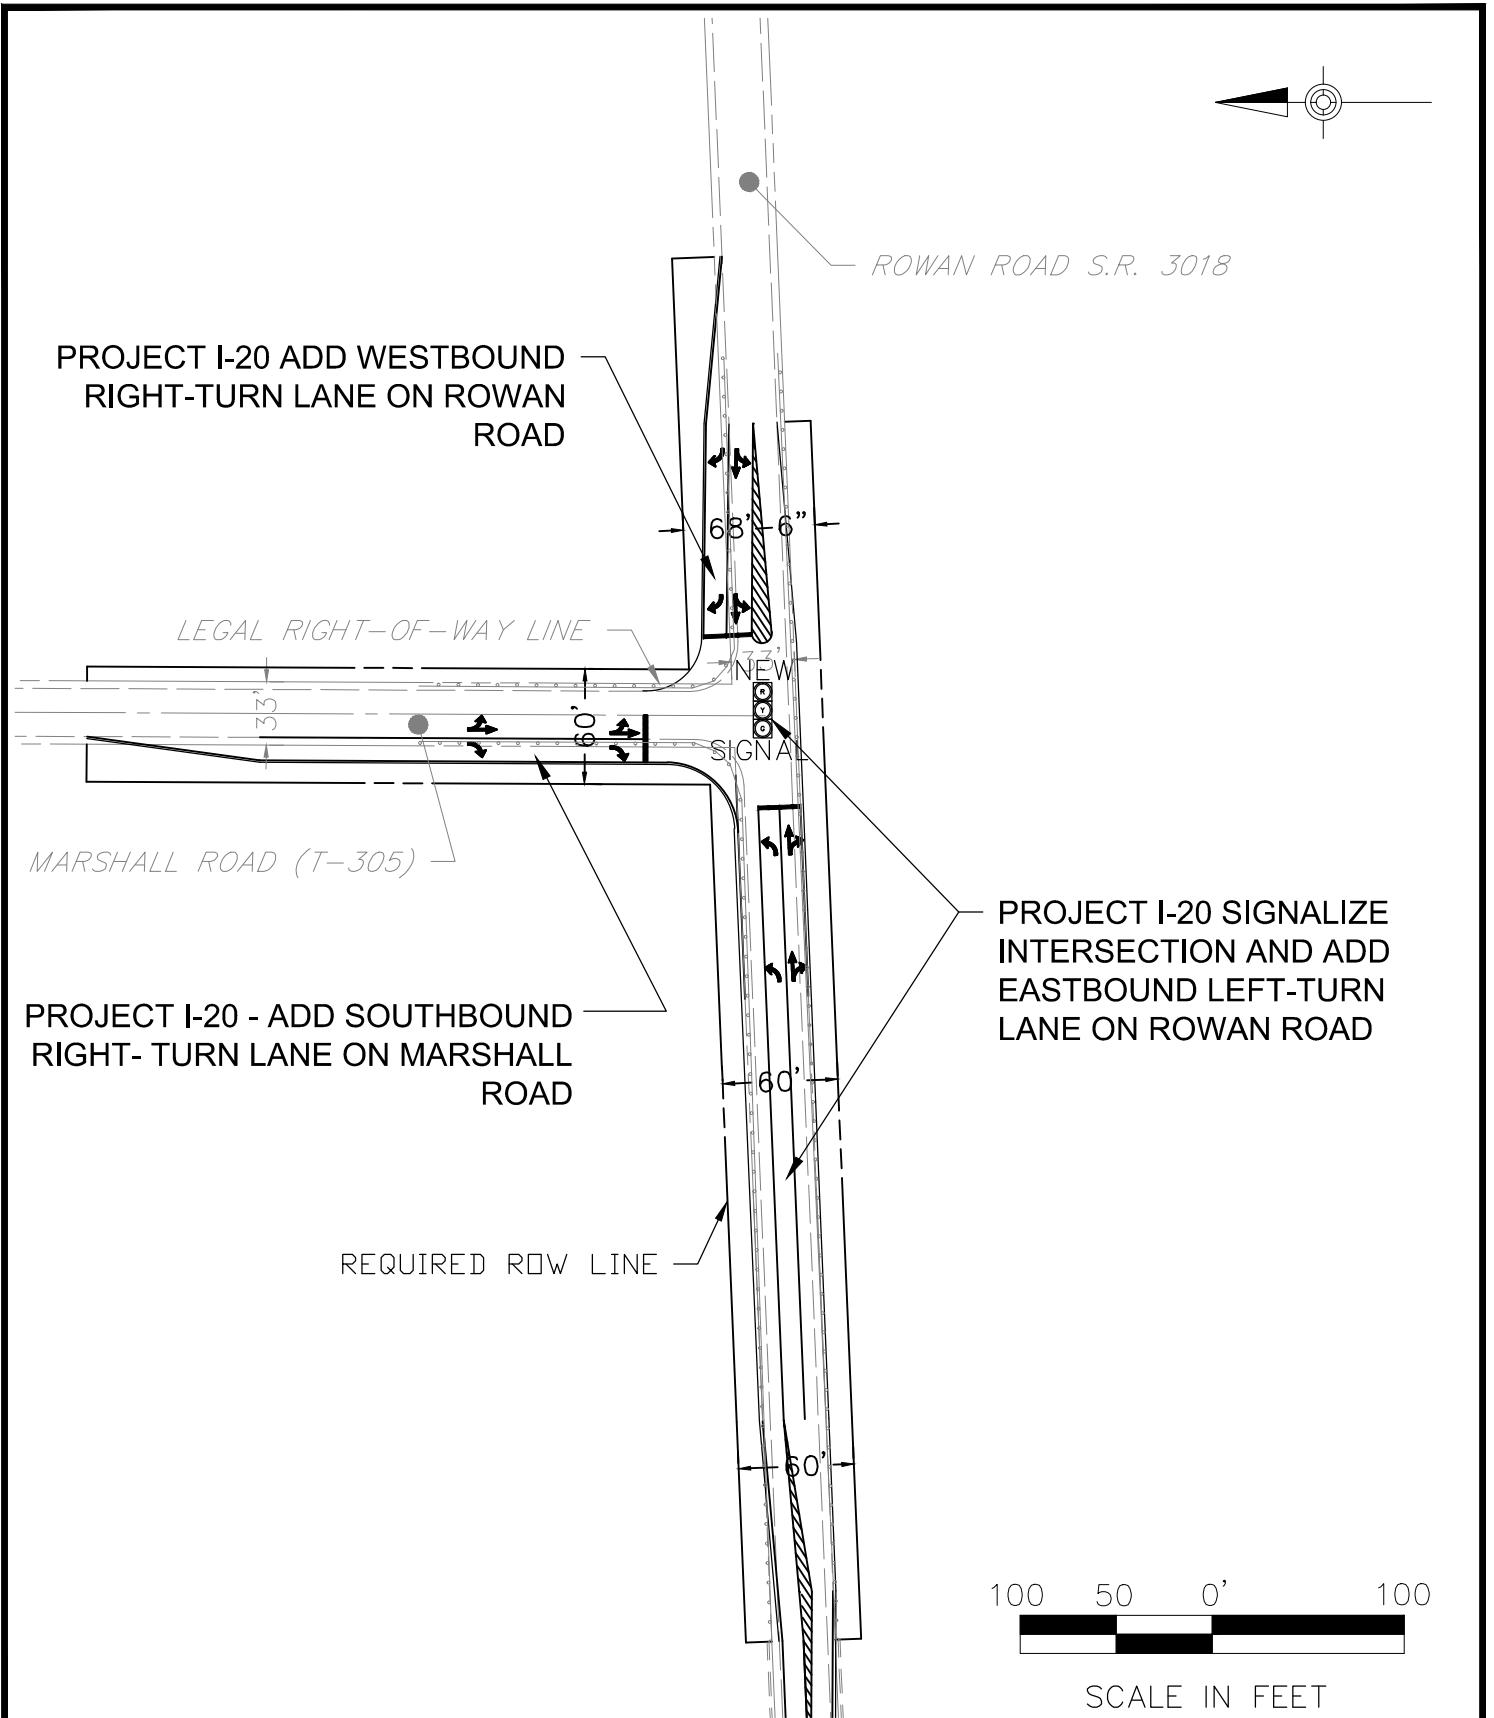 ROWAN ROAD S.R. 3018
PROJECT I-20 ADD WESTBOUND
RIGHT-TURN LANE ON ROWAN
ROAD
68' 6"
LEGAL RIGHT-OF-WAY LINE
33'
NEW
R
Y
G
SIGNAL
33'
60'
MARSHALL ROAD (T-305)
PROJECT I-20 SIGNALIZE
INTERSECTION AND ADD
EASTBOUND LEFT-TURN
LANE ON ROWAN ROAD
PROJECT I-20 - ADD SOUTHBOUND
RIGHT- TURN LANE ON MARSHALL
ROAD
60'
REQUIRED ROW LINE
60'
100 50 0' 100
SCALE IN FEET